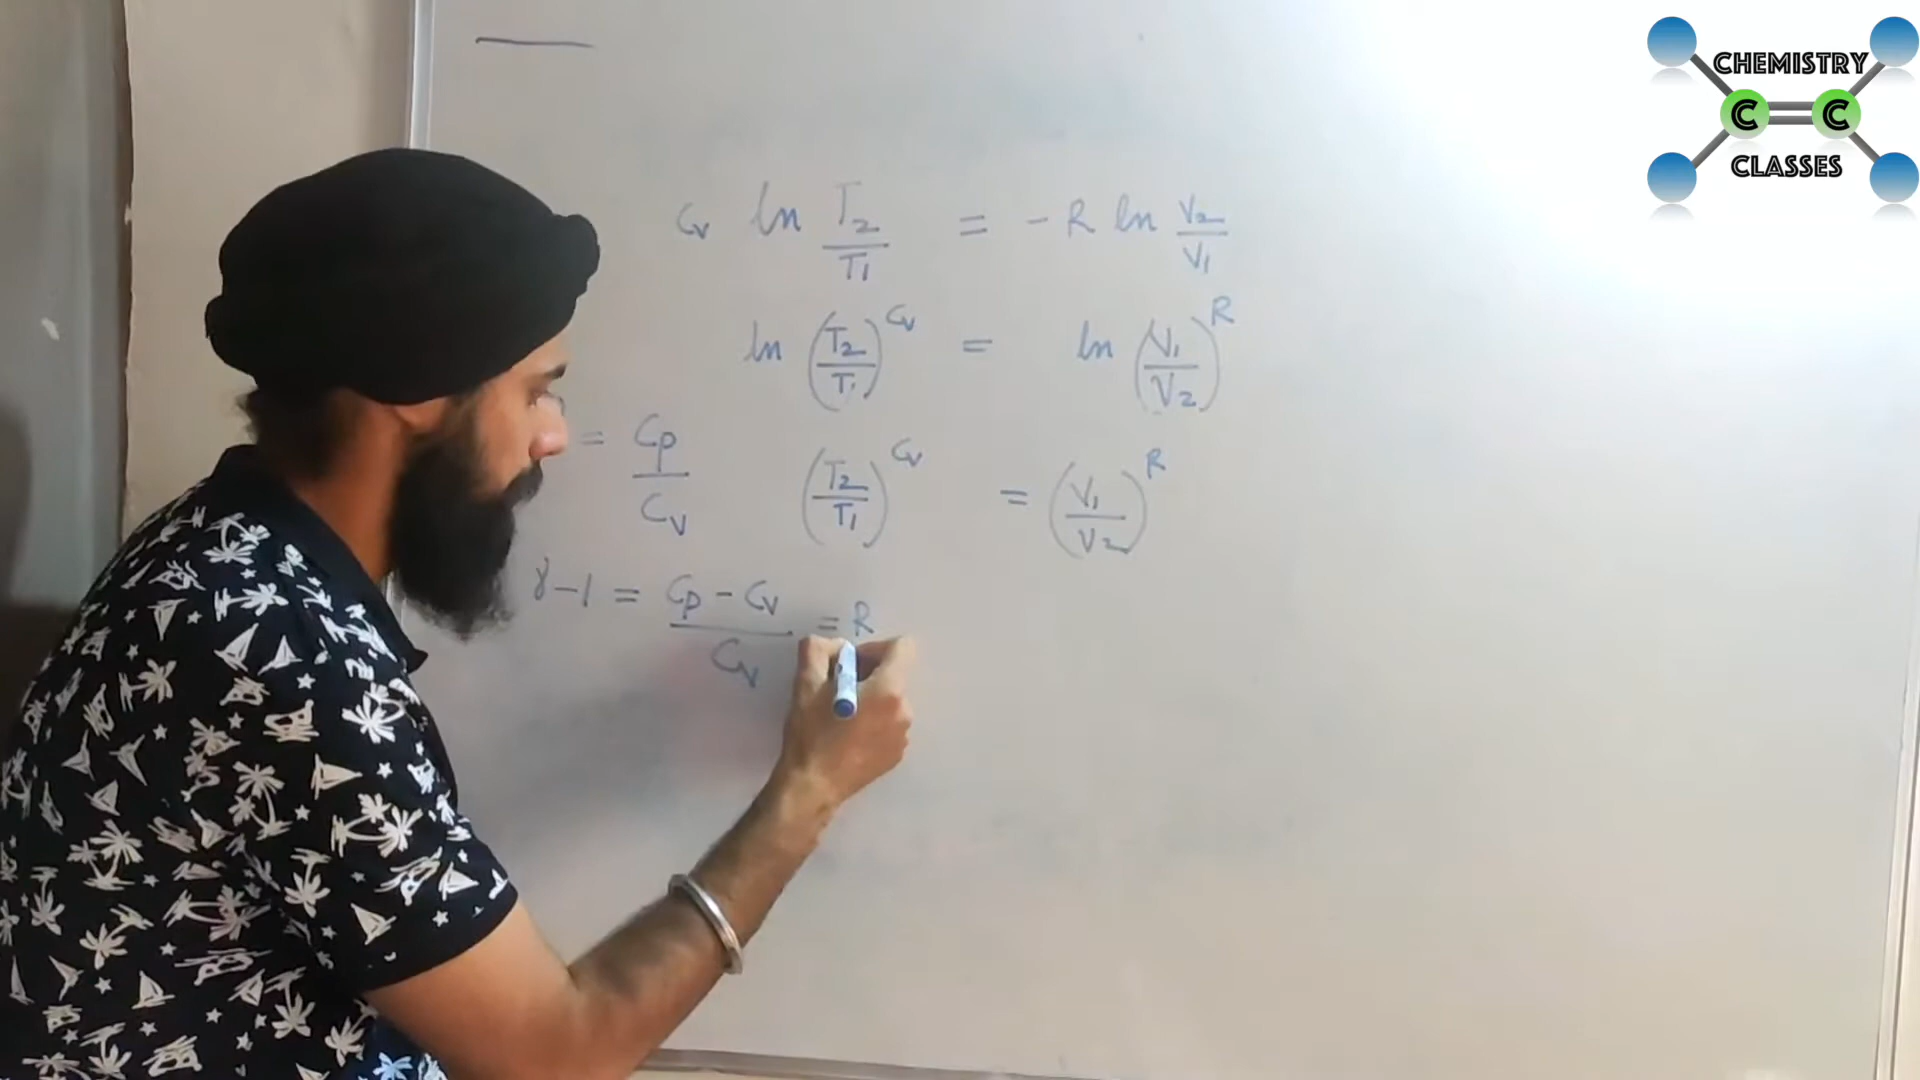 CHEMISTRY
C C
CLASSES
Cv ln T2/T1 = - R ln V2/V1
ln (T2/T1)^Cv = ln (V1/V2)^R
= Cp/Cv
(T2/T1)^Cv = (V1/V2)^R
γ-1 = Cp - Cv/Cv = R